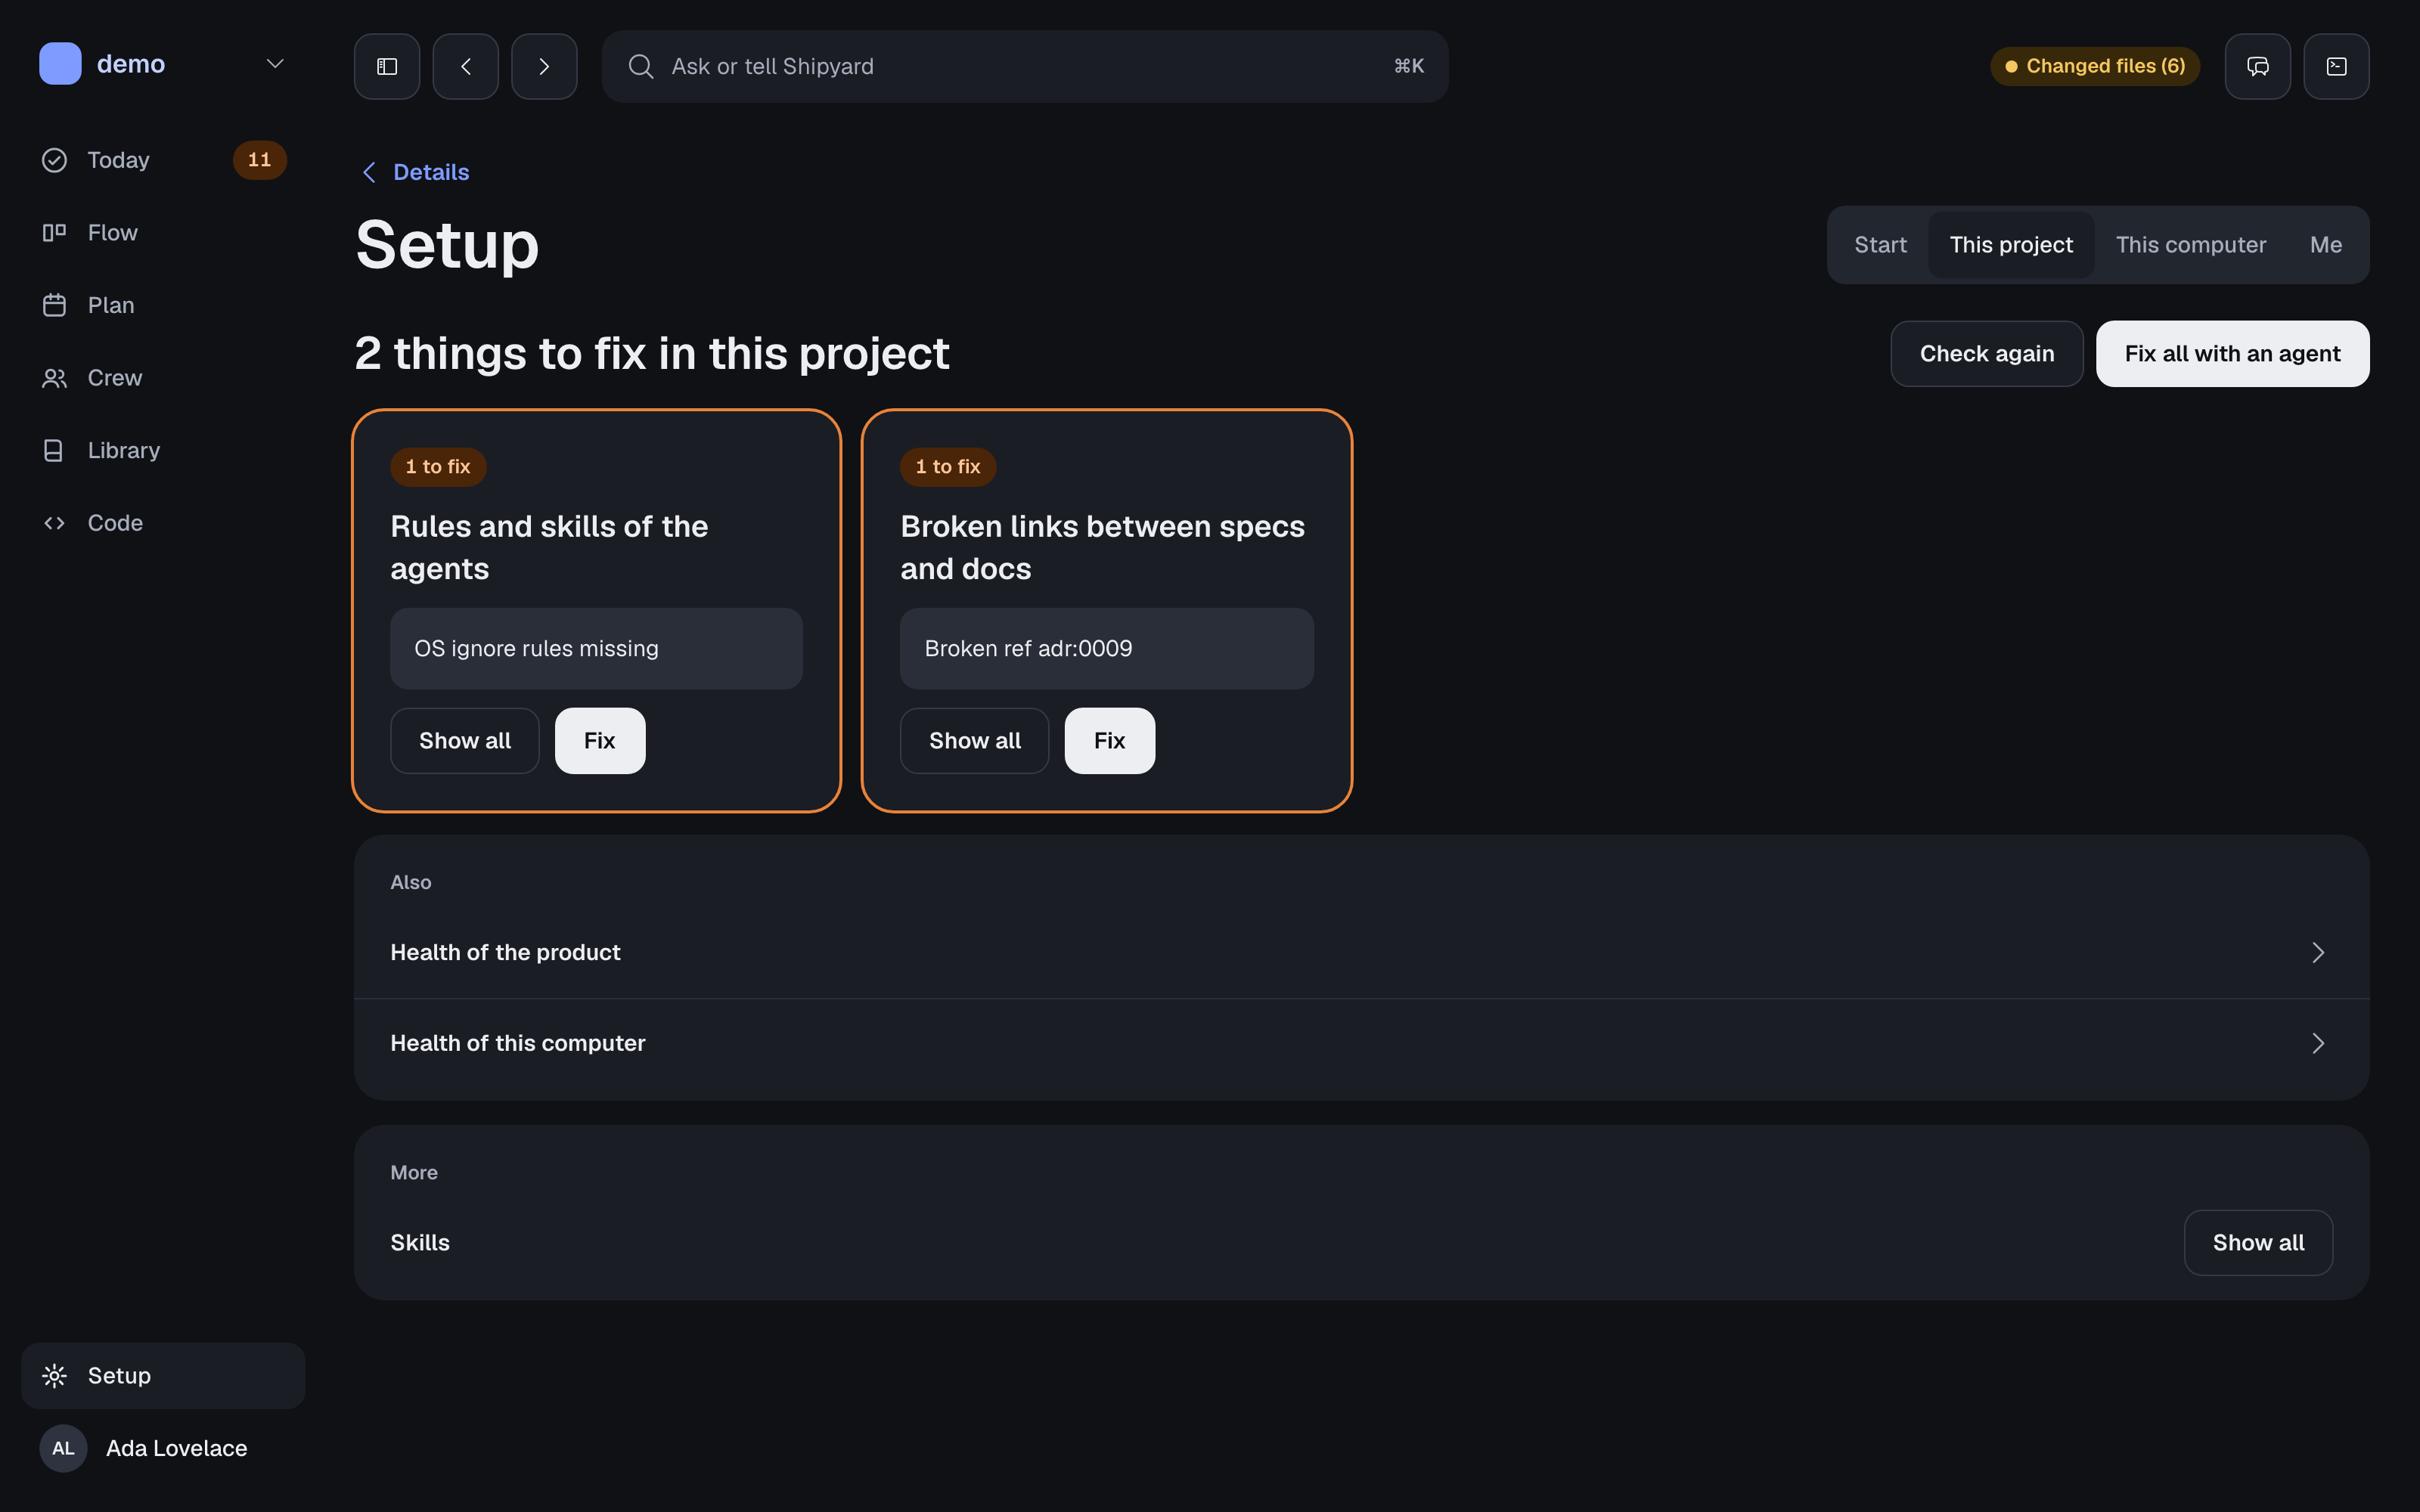 demo
Ask or tell Shipyard
⌘K
Changed files (6)
Today
11
Flow
Plan
Crew
Library
Code
Setup
AL
Ada Lovelace
Details
Setup
Start
This project
This computer
Me
2 things to fix in this project
Check again
Fix all with an agent
1 to fix
Rules and skills of the
agents
OS ignore rules missing
Show all
Fix
1 to fix
Broken links between specs
and docs
Broken ref adr:0009
Show all
Fix
Also
Health of the product
Health of this computer
More
Skills
Show all